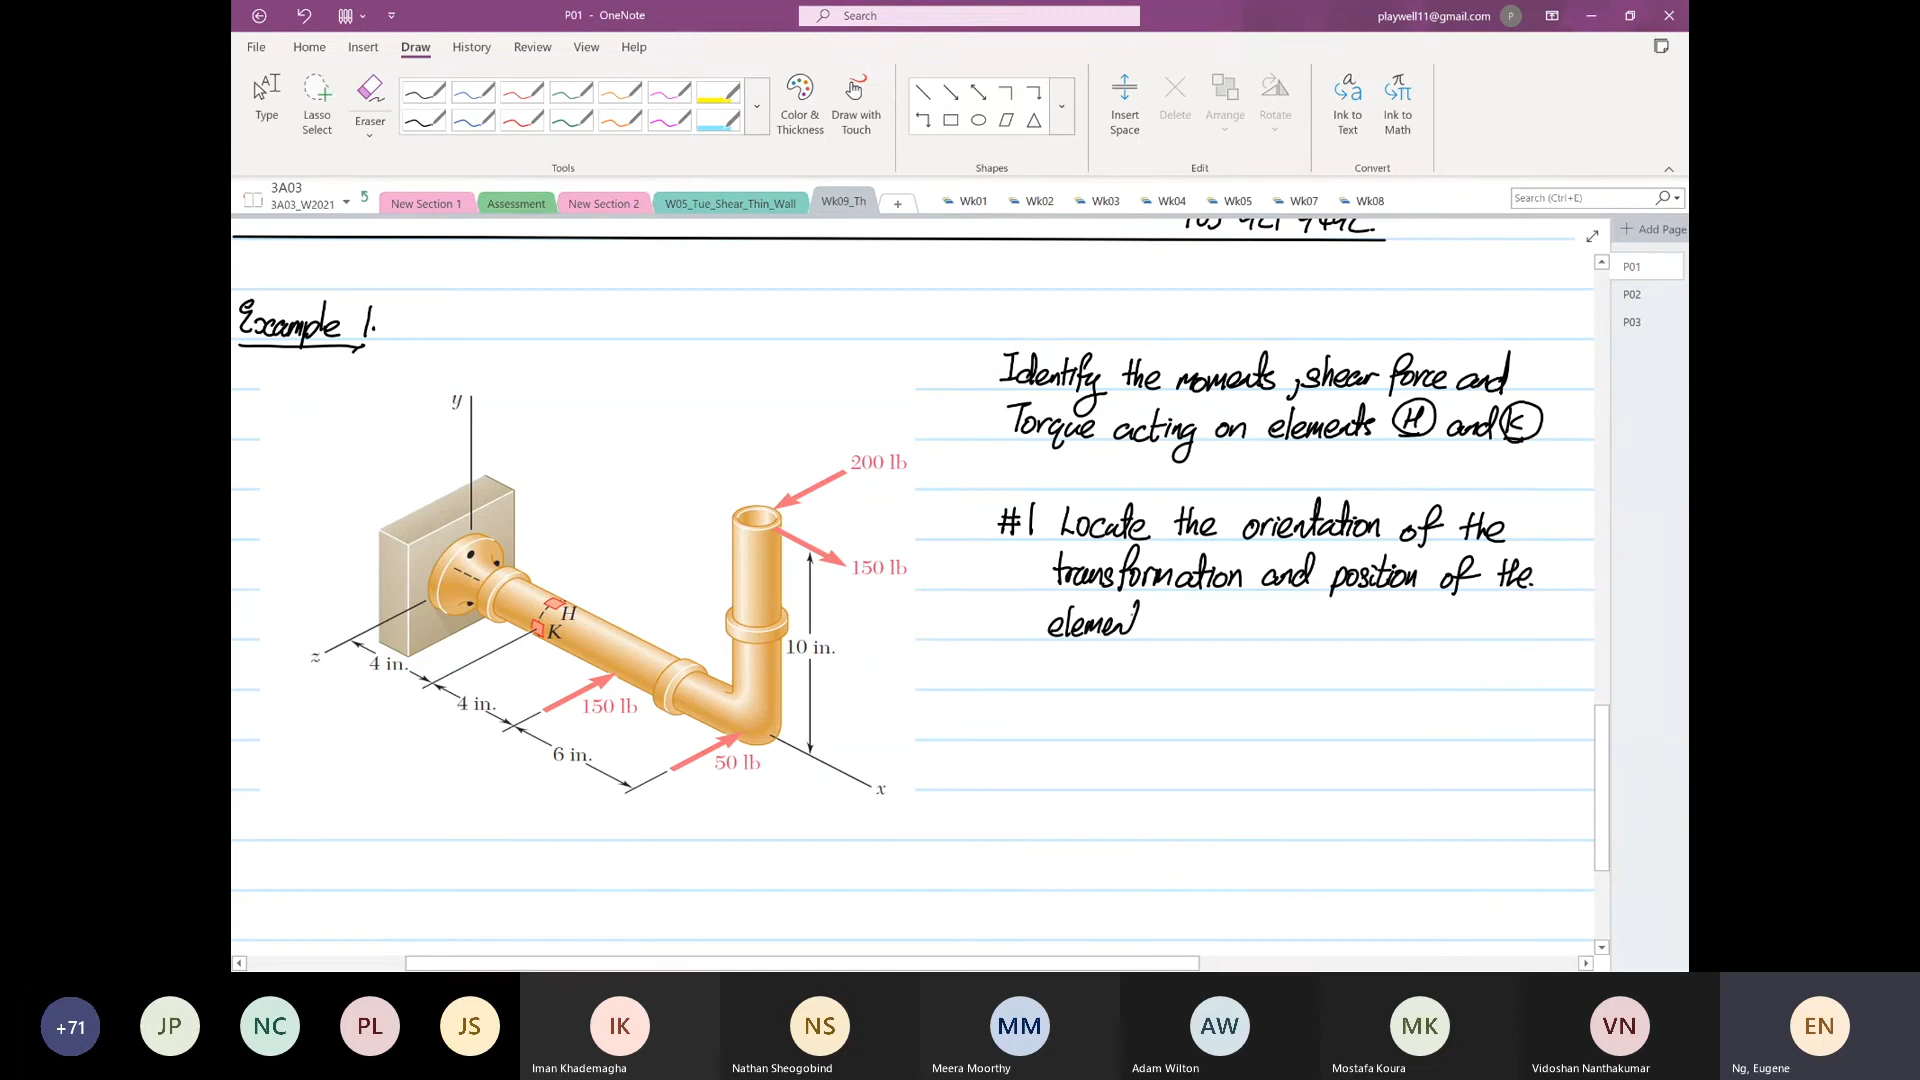 P01 - OneNote
Search
playwell11@gmail.com
P
File Home Insert Draw History Review View Help
Type
Lasso Select
Eraser
Color & Thickness
Draw with Touch
Insert Space
Delete
Arrange
Rotate
Ink to Text
Ink to Math
Tools
Shapes
Edit
Convert
3A03
3A03_W2021
New Section 1
Assessment
New Section 2
W05_Tue_Shear_Thin_Wall
Wk09_Th
+
Wk01
Wk02
Wk03
Wk04
Wk05
Wk07
Wk08
Search (Ctrl+E)
Add Page
P01
P02
P03
Example 1.
Identify the moments, shear force and
Torque acting on elements H and K
#1 Locate the orientation of the
transformation and position of the
elemen
y
200 lb
150 lb
H
K
10 in.
z
4 in.
4 in.
150 lb
6 in.
50 lb
x
+71
JP
NC
PL
JS
IK
Iman Khademagha
NS
Nathan Sheogobind
MM
Meera Moorthy
AW
Adam Wilton
MK
Mostafa Koura
VN
Vidoshan Nanthakumar
EN
Ng, Eugene